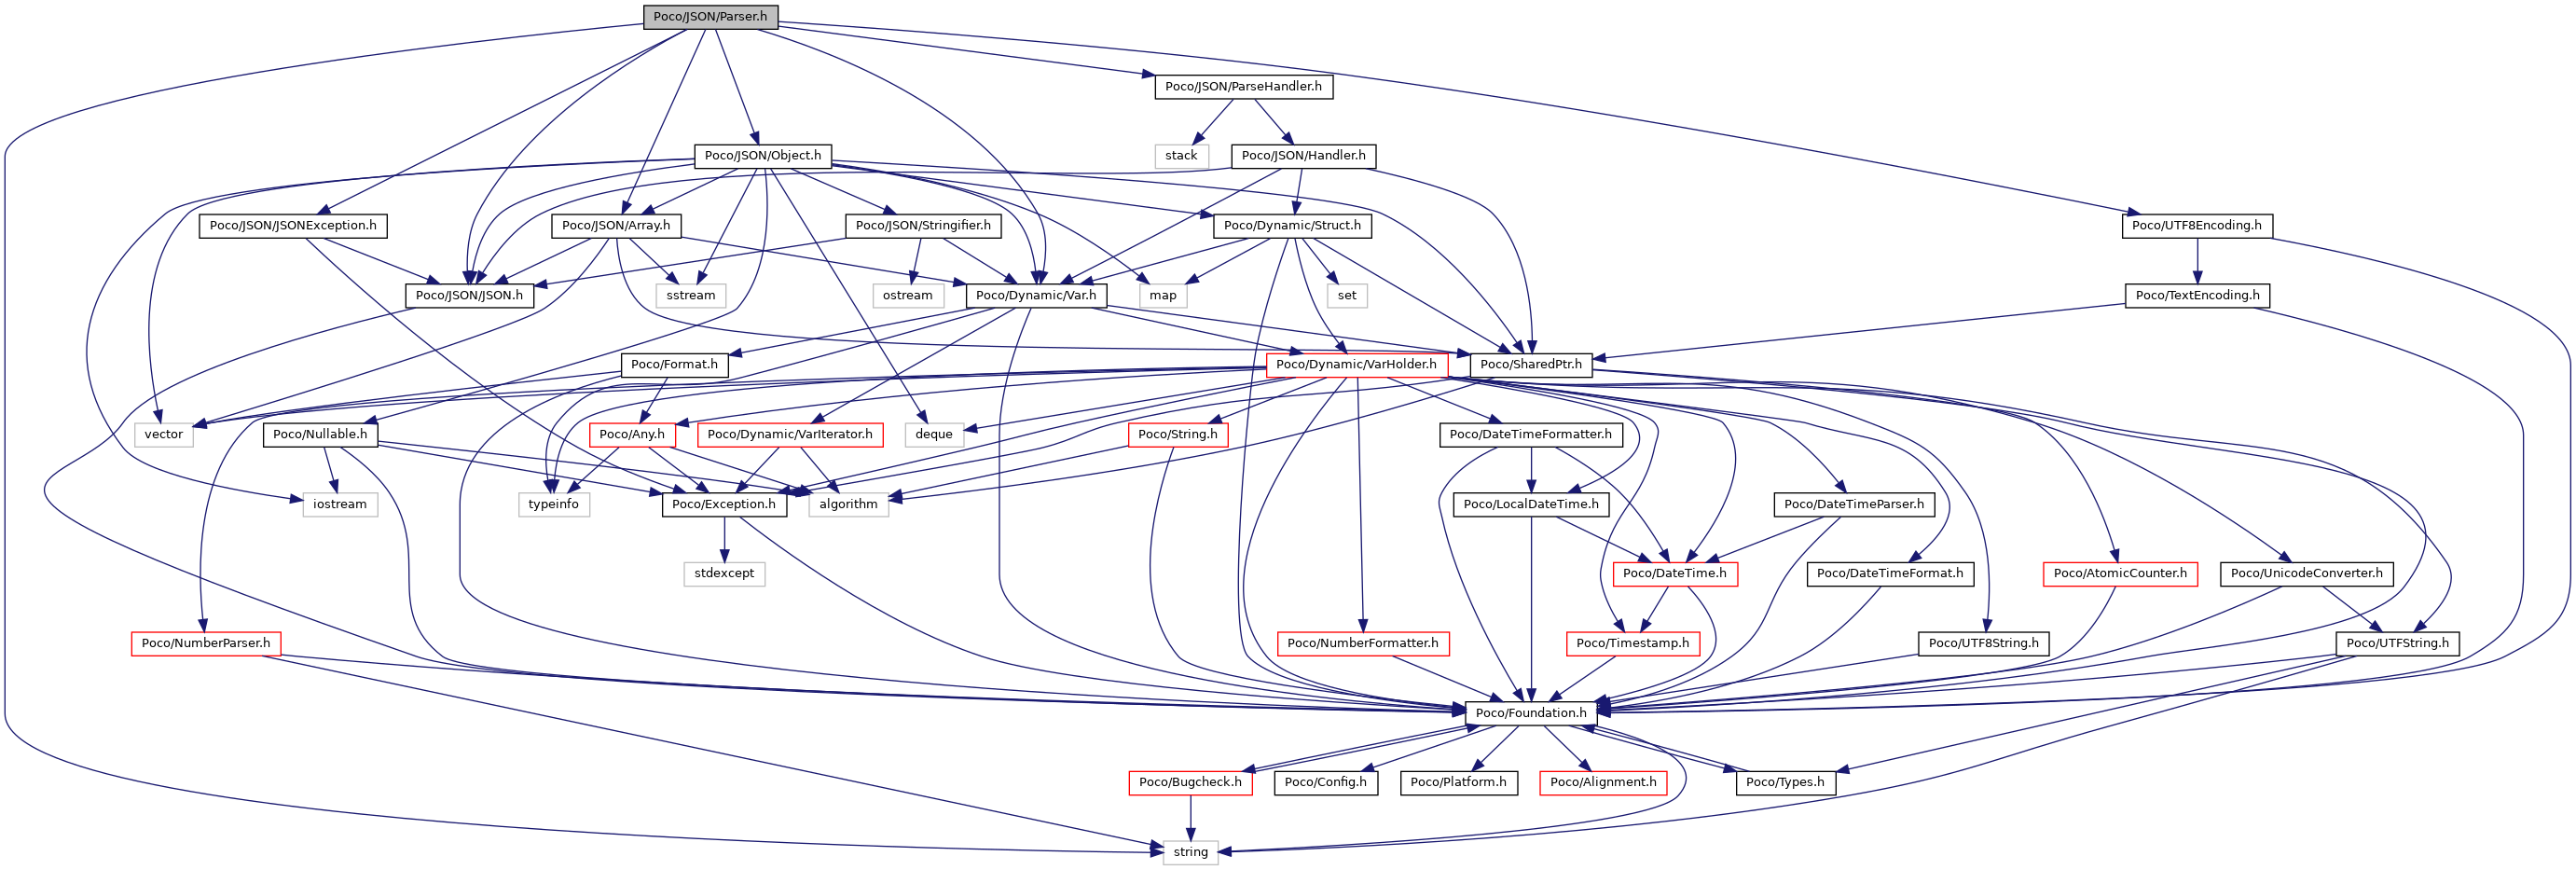 Poco/JSON/Parser.h
Poco/JSON/ParseHandler.h
Poco/JSON/Object.h
stack
Poco/JSON/Handler.h
Poco/JSON/JSONException.h
Poco/JSON/Array.h
Poco/JSON/Stringifier.h
Poco/Dynamic/Struct.h
Poco/UTF8Encoding.h
Poco/JSON/JSON.h
sstream
ostream
Poco/Dynamic/Var.h
map
set
Poco/TextEncoding.h
Poco/Format.h
Poco/Dynamic/VarHolder.h
Poco/SharedPtr.h
vector
Poco/Nullable.h
Poco/Any.h
Poco/Dynamic/VarIterator.h
deque
Poco/String.h
Poco/DateTimeFormatter.h
iostream
typeinfo
Poco/Exception.h
algorithm
Poco/LocalDateTime.h
Poco/DateTimeParser.h
stdexcept
Poco/DateTime.h
Poco/DateTimeFormat.h
Poco/AtomicCounter.h
Poco/UnicodeConverter.h
Poco/NumberParser.h
Poco/NumberFormatter.h
Poco/Timestamp.h
Poco/UTF8String.h
Poco/UTFString.h
Poco/Foundation.h
Poco/Bugcheck.h
Poco/Config.h
Poco/Platform.h
Poco/Alignment.h
Poco/Types.h
string